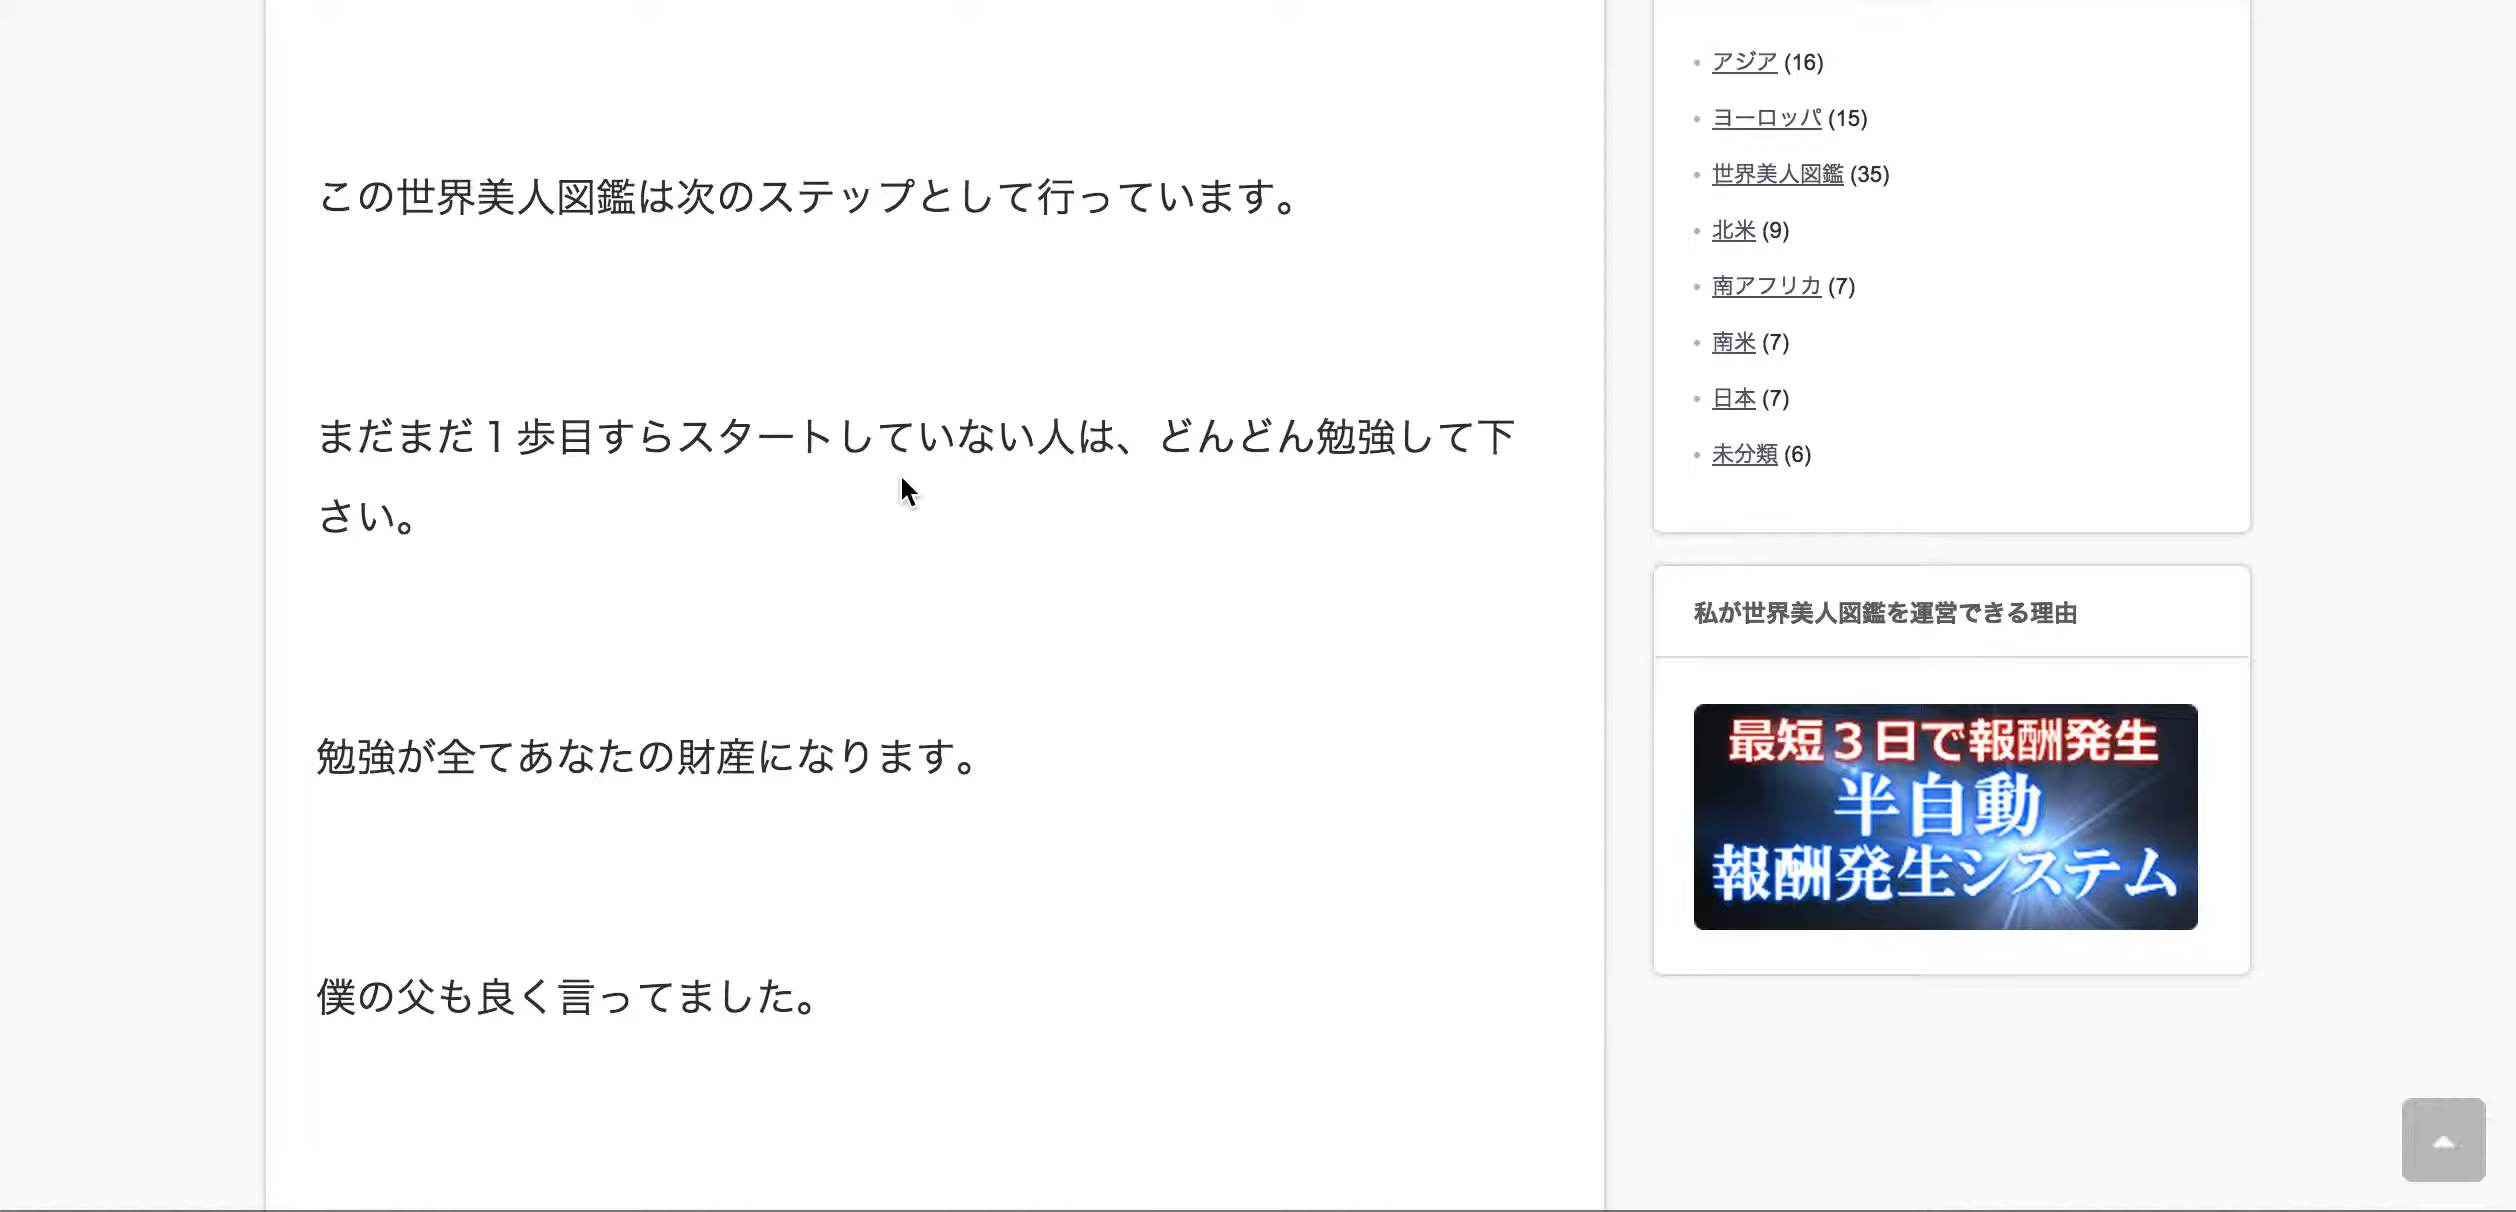 この世界美人図鑑は次のステップとして行っています。
まだまだ１歩目すらスタートしていない人は、どんどん勉強して下
さい。
勉強が全てあなたの財産になります。
僕の父も良く言ってました。
アジア (16)
ヨーロッパ (15)
世界美人図鑑 (35)
北米 (9)
南アフリカ (7)
南米 (7)
日本 (7)
未分類 (6)
私が世界美人図鑑を運営できる理由
最短３日で報酬発生
半自動
報酬発生システム